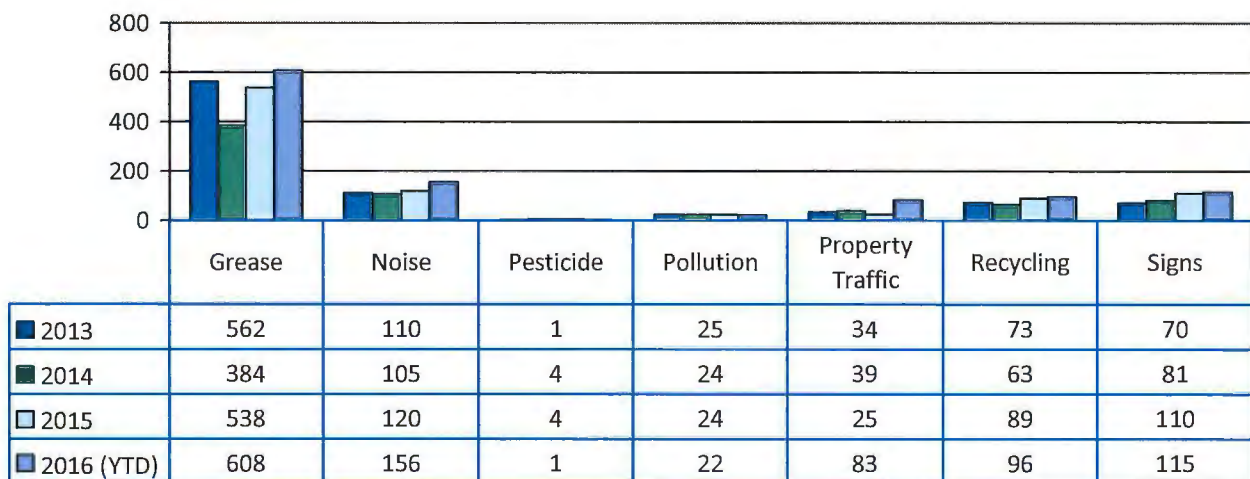 800
600
400
200
0
Grease Noise Pesticide Pollution Property Traffic Recycling Signs
2013 562 110 1 25 34 73 70
2014 384 105 4 24 39 63 81
2015 538 120 4 24 25 89 110
2016 (YTD) 608 156 1 22 83 96 115